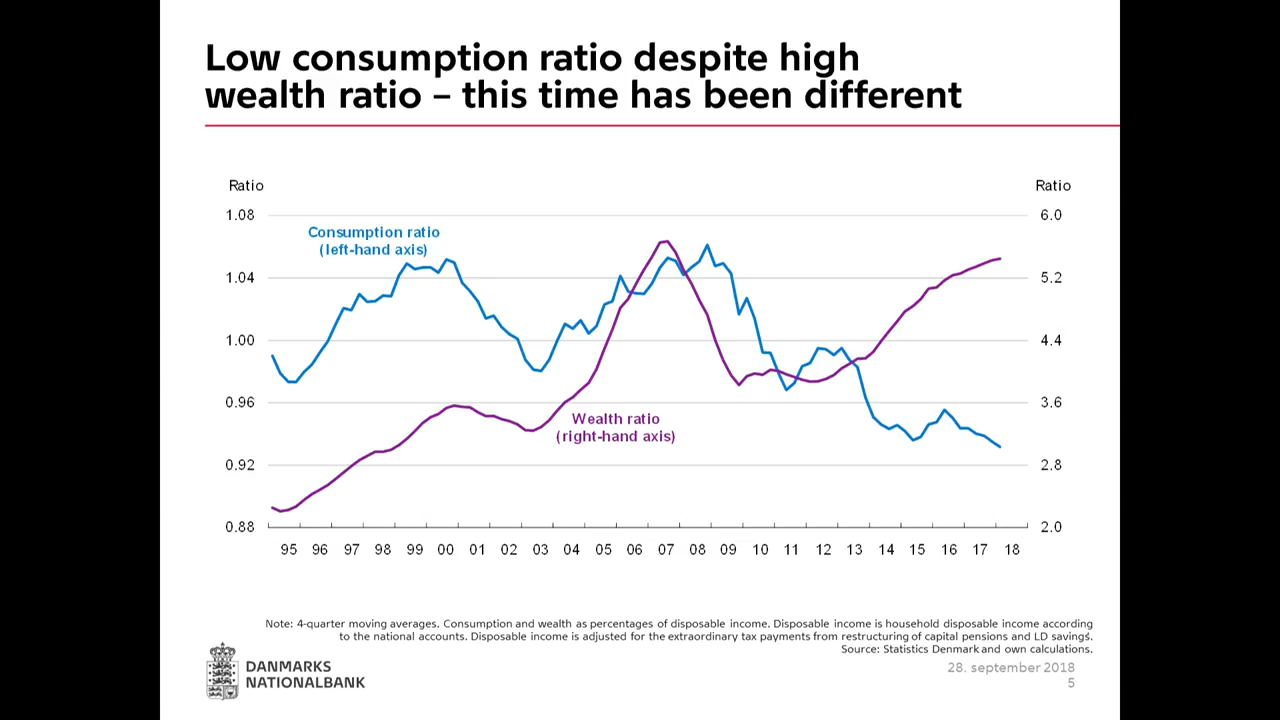 Low consumption ratio despite high
wealth ratio – this time has been different
Ratio
Ratio
1.08
6.0
Consumption ratio
(left-hand axis)
1.04
5.2
1.00
4.4
0.96
3.6
Wealth ratio
(right-hand axis)
0.92
2.8
0.88
2.0
95 96 97 98 99 00 01 02 03 04 05 06 07 08 09 10 11 12 13 14 15 16 17 18
Note: 4-quarter moving averages. Consumption and wealth as percentages of disposable income. Disposable income is household disposable income according
to the national accounts. Disposable income is adjusted for the extraordinary tax payments from restructuring of capital pensions and LD savings.
Source: Statistics Denmark and own calculations.
DANMARKS
NATIONALBANK
28. september 2018
5